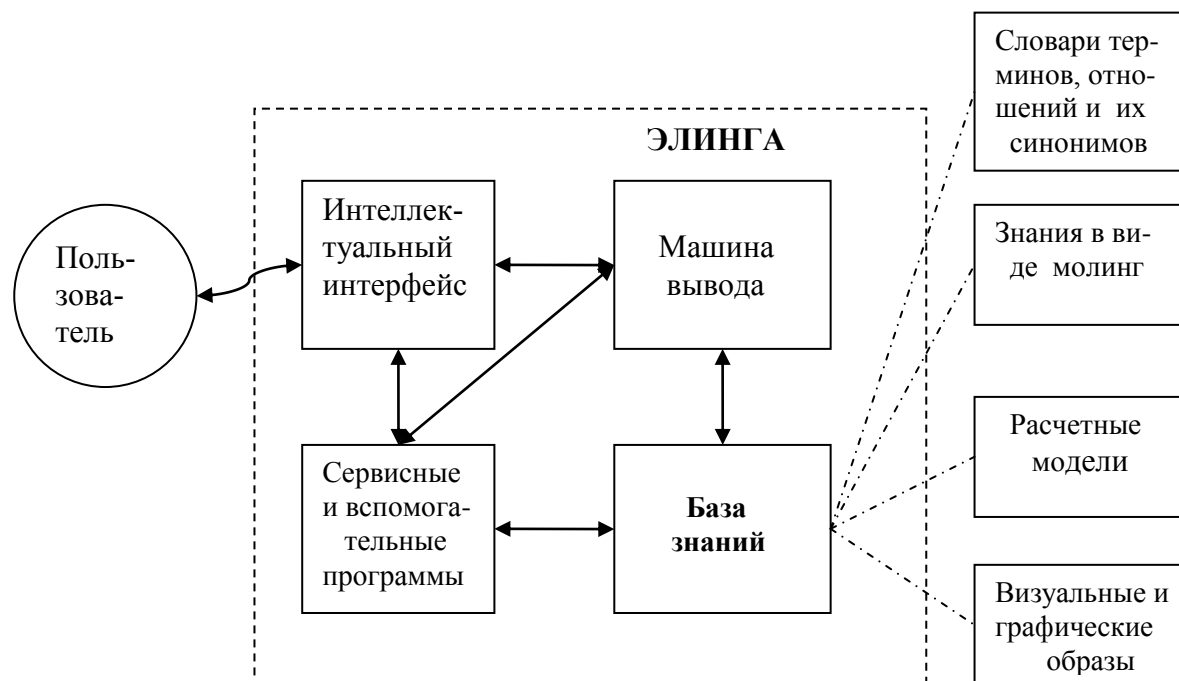 ЭЛИНГА
Поль-
зова-
тель
Интеллек-
туальный
интерфейс
Машина
вывода
Сервисные
и вспомога-
тельные
программы
База
знаний
Словари тер-
минов, отно-
шений и их
синонимов
Знания в ви-
де молинг
Расчетные
модели
Визуальные и
графические
образы